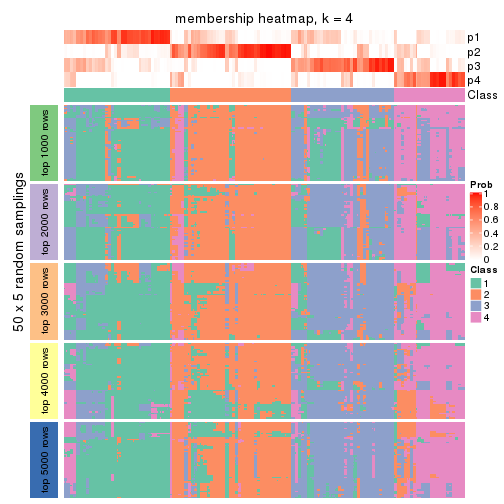 membership heatmap, k = 4
p1
p2
p3
p4
Class
50 x 5 random samplings
top 1000 rows
top 2000 rows
top 3000 rows
top 4000 rows
top 5000 rows
Prob
1
0.8
0.6
0.4
0.2
0
Class
1
2
3
4